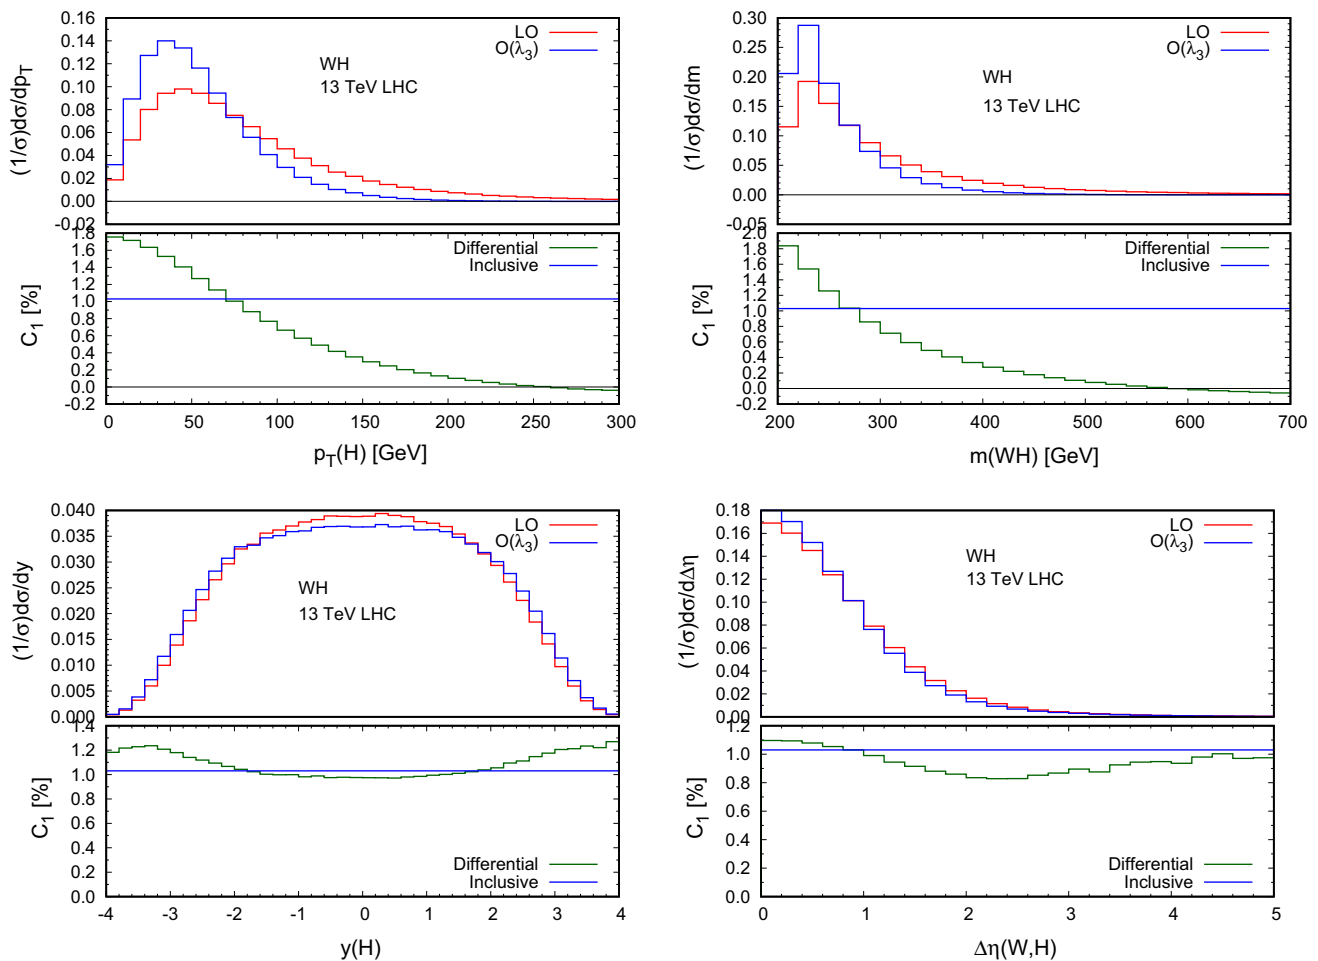 0.16
0.14
0.12
0.10
0.08
0.06
0.04
0.02
0.00
-0.02
(1/σ)dσ/dp_T
LO
O(λ₃)
WH
13 TeV LHC
1.8
1.6
1.4
1.2
1.0
0.8
0.6
0.4
0.2
0.0
-0.2
C₁ [%]
Differential
Inclusive
0 50 100 150 200 250 300
p_T(H) [GeV]
0.30
0.25
0.20
0.15
0.10
0.05
0.00
-0.05
(1/σ)dσ/dm
LO
O(λ₃)
WH
13 TeV LHC
2.0
1.8
1.6
1.4
1.2
1.0
0.8
0.6
0.4
0.2
0.0
-0.2
C₁ [%]
Differential
Inclusive
200 300 400 500 600 700
m(WH) [GeV]
0.040
0.035
0.030
0.025
0.020
0.015
0.010
0.005
0.000
(1/σ)dσ/dy
LO
O(λ₃)
WH
13 TeV LHC
1.4
1.2
1.0
0.8
0.6
0.4
0.2
0.0
C₁ [%]
Differential
Inclusive
-4 -3 -2 -1 0 1 2 3 4
y(H)
0.18
0.16
0.14
0.12
0.10
0.08
0.06
0.04
0.02
0.00
(1/σ)dσ/dΔη
LO
O(λ₃)
WH
13 TeV LHC
1.2
1.0
0.8
0.6
0.4
0.2
0.0
C₁ [%]
Differential
Inclusive
0 1 2 3 4 5
Δη(W,H)